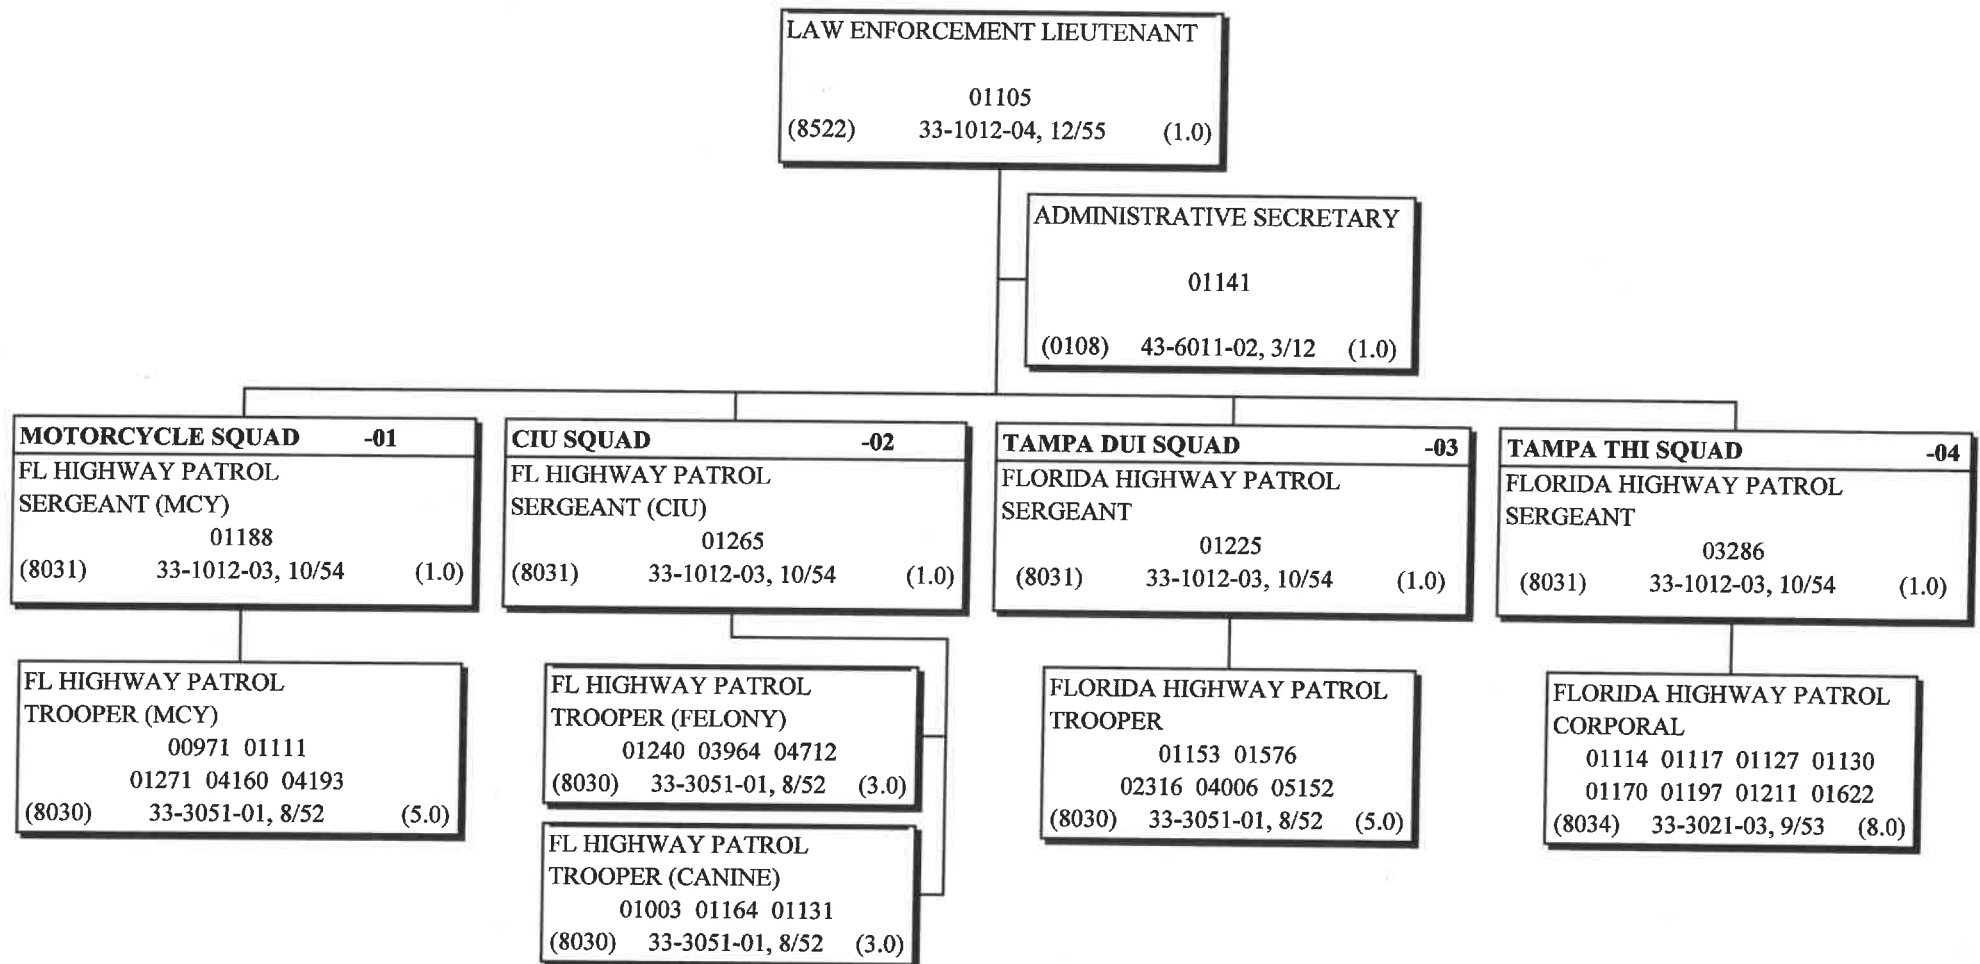 LAW ENFORCEMENT LIEUTENANT
01105
(8522) 33-1012-04, 12/55 (1.0)
ADMINISTRATIVE SECRETARY
01141
(0108) 43-6011-02, 3/12 (1.0)
MOTORCYCLE SQUAD -01
FL HIGHWAY PATROL
SERGEANT (MCY)
01188
(8031) 33-1012-03, 10/54 (1.0)
FL HIGHWAY PATROL
TROOPER (MCY)
00971 01111
01271 04160 04193
(8030) 33-3051-01, 8/52 (5.0)
CIU SQUAD -02
FL HIGHWAY PATROL
SERGEANT (CIU)
01265
(8031) 33-1012-03, 10/54 (1.0)
FL HIGHWAY PATROL
TROOPER (FELONY)
01240 03964 04712
(8030) 33-3051-01, 8/52 (3.0)
FL HIGHWAY PATROL
TROOPER (CANINE)
01003 01164 01131
(8030) 33-3051-01, 8/52 (3.0)
TAMPA DUI SQUAD -03
FLORIDA HIGHWAY PATROL
SERGEANT
01225
(8031) 33-1012-03, 10/54 (1.0)
FLORIDA HIGHWAY PATROL
TROOPER
01153 01576
02316 04006 05152
(8030) 33-3051-01, 8/52 (5.0)
TAMPA THI SQUAD -04
FLORIDA HIGHWAY PATROL
SERGEANT
03286
(8031) 33-1012-03, 10/54 (1.0)
FLORIDA HIGHWAY PATROL
CORPORAL
01114 01117 01127 01130
01170 01197 01211 01622
(8034) 33-3021-03, 9/53 (8.0)